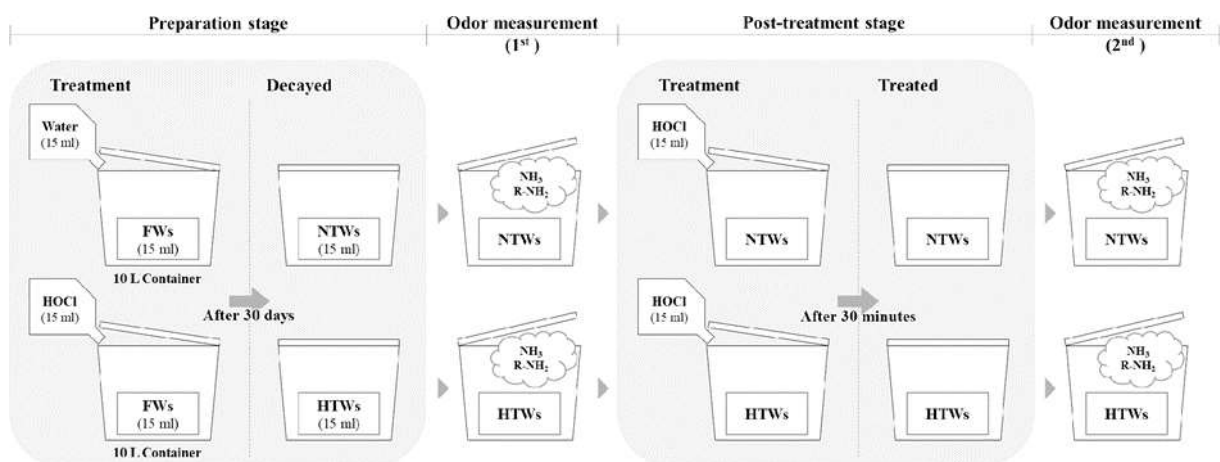 Preparation stage
Odor measurement
(1st)
Post-treatment stage
Odor measurement
(2nd)
Treatment
Decayed
Water
(15 ml)
FWs
(15 ml)
10 L Container
NTWs
(15 ml)
NH3
R-NH2
NTWs
Treatment
Treated
HOCl
(15 ml)
NTWs
NTWs
NH3
R-NH2
NTWs
HOCl
(15 ml)
After 30 days
FWs
(15 ml)
10 L Container
HTWs
(15 ml)
NH3
R-NH2
HTWs
HOCl
(15 ml)
After 30 minutes
HTWs
HTWs
NH3
R-NH2
HTWs